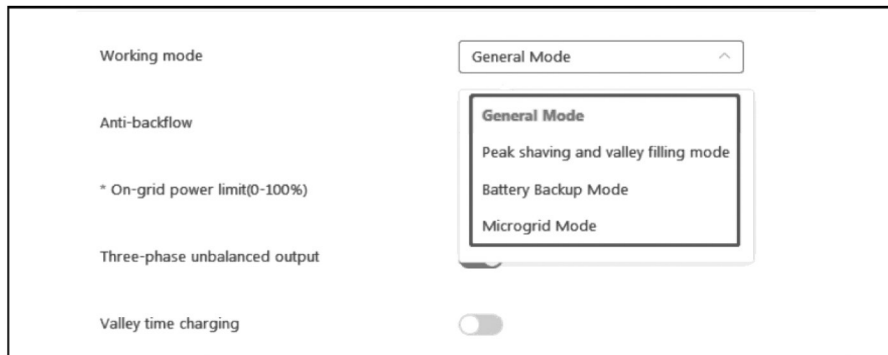 Working mode
General Mode
Anti-backflow
General Mode
Peak shaving and valley filling mode
* On-grid power limit(0-100%)
Battery Backup Mode
Microgrid Mode
Three-phase unbalanced output
Valley time charging